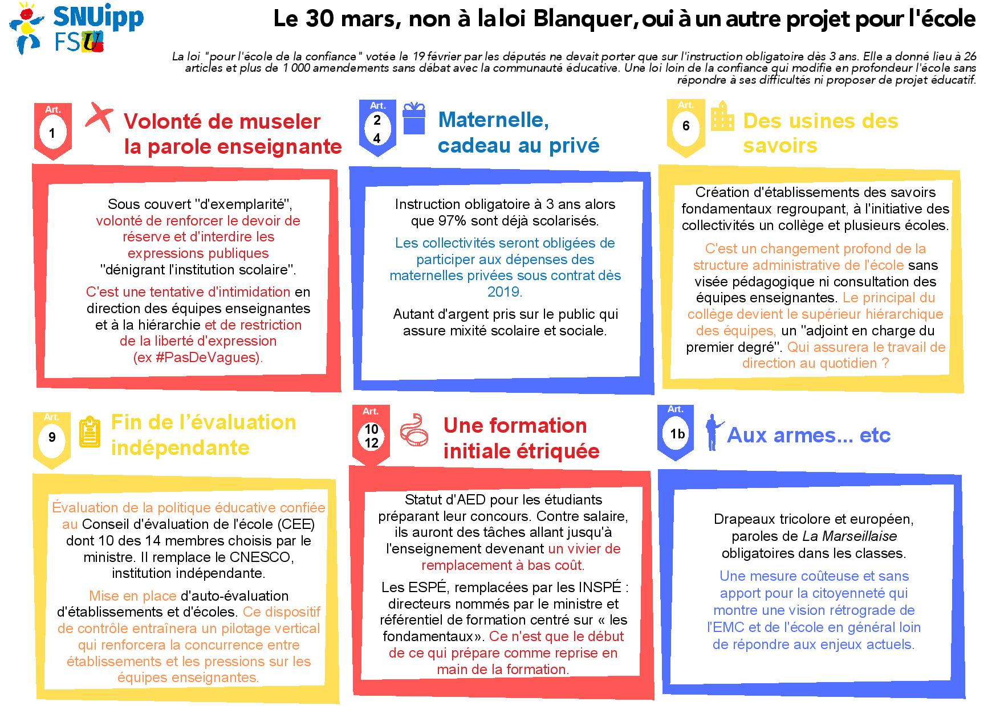 SNUipp
FSU
Le 30 mars, non à la loi Blanquer, oui à un autre projet pour l'école
La loi "pour l'école de la confiance" votée le 19 février par les députés ne devait porter que sur l'instruction obligatoire dès 3 ans. Elle a donné lieu à 26
articles et plus de 1 000 amendements sans débat avec la communauté éducative. Une loi loin de la confiance qui modifie en profondeur l'école sans
répondre à ses difficultés ni proposer de projet éducatif.
Art.
1
Volonté de museler
la parole enseignante
Sous couvert "d'exemplarité",
volonté de renforcer le devoir de
réserve et d'interdire les
expressions publiques
"dénigrant l'institution scolaire".
C'est une tentative d'intimidation en
direction des équipes enseignantes
et à la hiérarchie et de restriction
de la liberté d'expression
(ex #PasDeVagues).
Art.
2
4
Maternelle,
cadeau au privé
Instruction obligatoire à 3 ans alors
que 97% sont déjà scolarisés.
Les collectivités seront obligées de
participer aux dépenses des
maternelles privées sous contrat dès
2019.
Autant d'argent pris sur le public qui
assure mixité scolaire et sociale.
Art.
6
Des usines des
savoirs
Création d'établissements des savoirs
fondamentaux regroupant, à l'initiative des
collectivités un collège et plusieurs écoles.
C'est un changement profond de la
structure administrative de l'école sans
visée pédagogique ni consultation des
équipes enseignantes. Le principal du
collège devient le supérieur hiérarchique
des équipes, un "adjoint en charge du
premier degré". Qui assurera le travail de
direction au quotidien ?
Art.
9
Fin de l’évaluation
indépendante
Évaluation de la politique éducative confiée
au Conseil d'évaluation de l'école (CEE)
dont 10 des 14 membres choisis par le
ministre. Il remplace le CNESCO,
institution indépendante.
Mise en place d'auto-évaluation
d'établissements et d'écoles. Ce dispositif
de contrôle entraînera un pilotage vertical
qui renforcera la concurrence entre
établissements et les pressions sur les
équipes enseignantes.
Art.
10
12
Une formation
initiale étriquée
Statut d'AED pour les étudiants
préparant leur concours. Contre salaire,
ils auront des tâches allant jusqu'à
l'enseignement devenant un vivier de
remplacement à bas coût.
Les ESPÉ, remplacées par les INSPÉ :
directeurs nommés par le ministre et
référentiel de formation centré sur « les
fondamentaux». Ce n'est que le début
de ce qui prépare comme reprise en
main de la formation.
Art.
1b
Aux armes... etc
Drapeaux tricolore et européen,
paroles de La Marseillaise
obligatoires dans les classes.
Une mesure coûteuse et sans
apport pour la citoyenneté qui
montre une vision rétrograde de
l'EMC et de l'école en général loin
de répondre aux enjeux actuels.